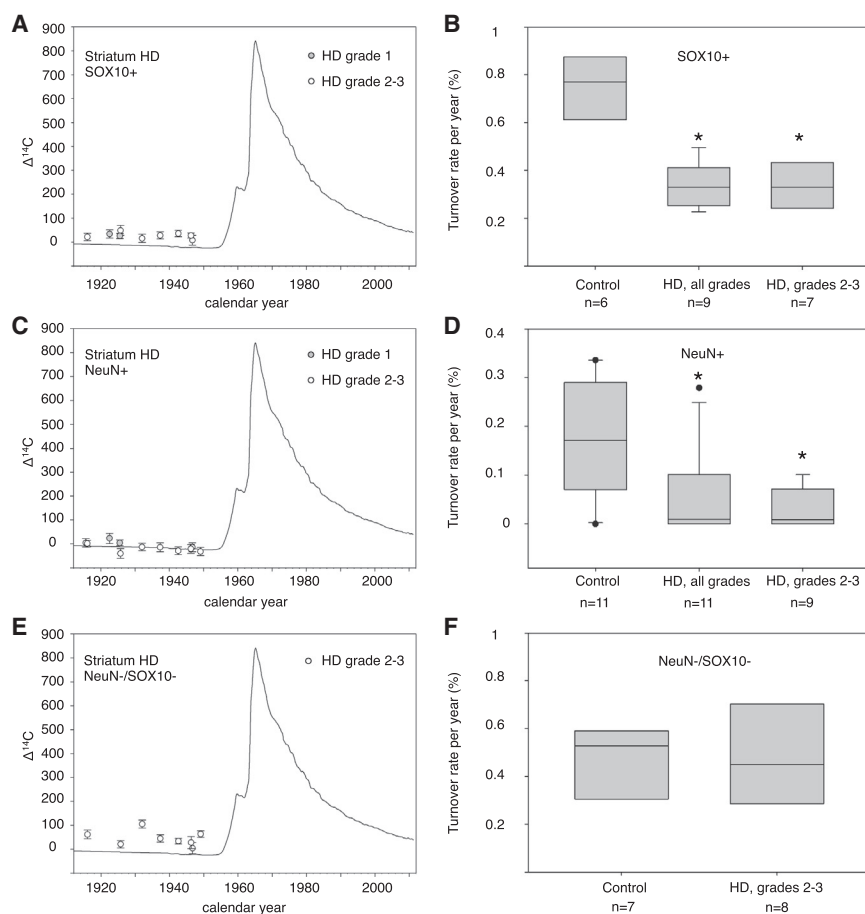 A
900
800
700
600
500
400
300
200
100
0
Δ¹⁴C
Striatum HD
SOX10+
HD grade 1
HD grade 2-3
1920 1940 1960 1980 2000
calendar year
B
1
0.8
0.6
0.4
0.2
Turnover rate per year (%)
SOX10+
*
*
Control HD, all grades HD, grades 2-3
n=6 n=9 n=7
C
900
800
700
600
500
400
300
200
100
0
Δ¹⁴C
Striatum HD
NeuN+
HD grade 1
HD grade 2-3
1920 1940 1960 1980 2000
calendar year
D
0.4
0.3
0.2
0.1
0
Turnover rate per year (%)
NeuN+
*
*
Control HD, all grades HD, grades 2-3
n=11 n=11 n=9
E
900
800
700
600
500
400
300
200
100
0
Δ¹⁴C
Striatum HD
NeuN-/SOX10-
HD grade 2-3
1920 1940 1960 1980 2000
calendar year
F
1
0.8
0.6
0.4
0.2
Turnover rate per year (%)
NeuN-/SOX10-
Control HD, grades 2-3
n=7 n=8